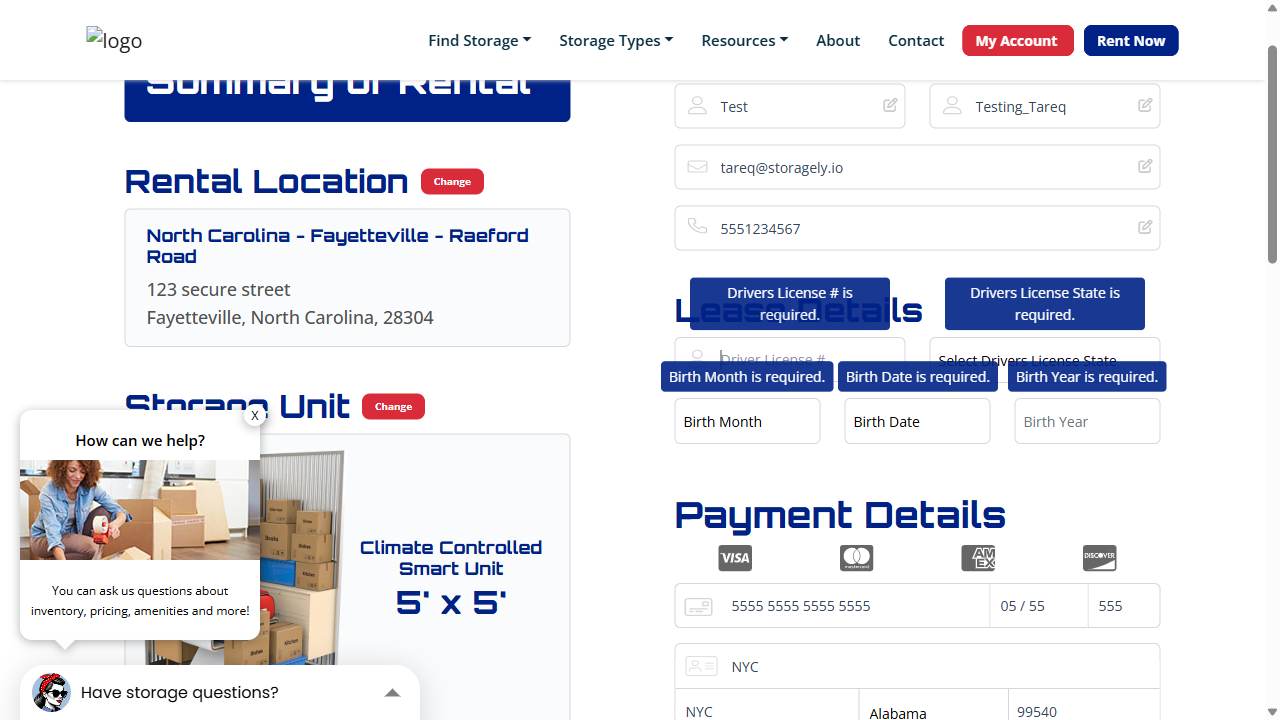 logo
Find Storage
Storage Types
Resources
About
Contact
My Account
Rent Now
Summary of Rental
Rental Location
Change
North Carolina - Fayetteville - Raeford
Road
123 secure street
Fayetteville, North Carolina, 28304
Storage Unit
Change
Climate Controlled
Smart Unit
5' x 5'
X
How can we help?
You can ask us questions about
inventory, pricing, amenities and more!
Have storage questions?
Test
Testing_Tareq
tareq@storagely.io
5551234567
Lease Details
Drivers License # is
required.
Drivers License State is
required.
Driver License #
Select Drivers License State
Birth Month is required.
Birth Date is required.
Birth Year is required.
Birth Month
Birth Date
Birth Year
Payment Details
VISA
mastercard
AM
EX
DISCOVER
5555 5555 5555 5555
05 / 55
555
NYC
NYC
Alabama
99540